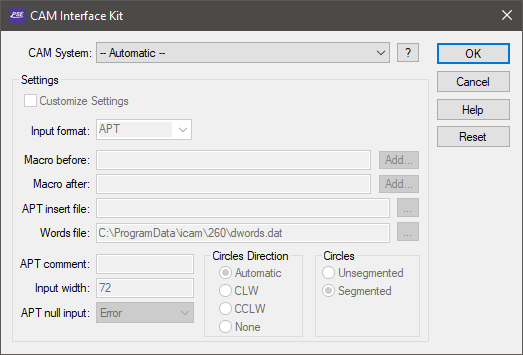 PSE CAM Interface Kit
CAM System: -- Automatic -- ? OK
Cancel
Help
Reset
Settings
Customize Settings
Input format: APT
Macro before: Add...
Macro after: Add...
APT insert file: ...
Words file: C:\ProgramData\icam\260\dwords.dat ...
APT comment:
Input width: 72
APT null input: Error
Circles Direction
Automatic
CLW
CCLW
None
Circles
Unsegmented
Segmented